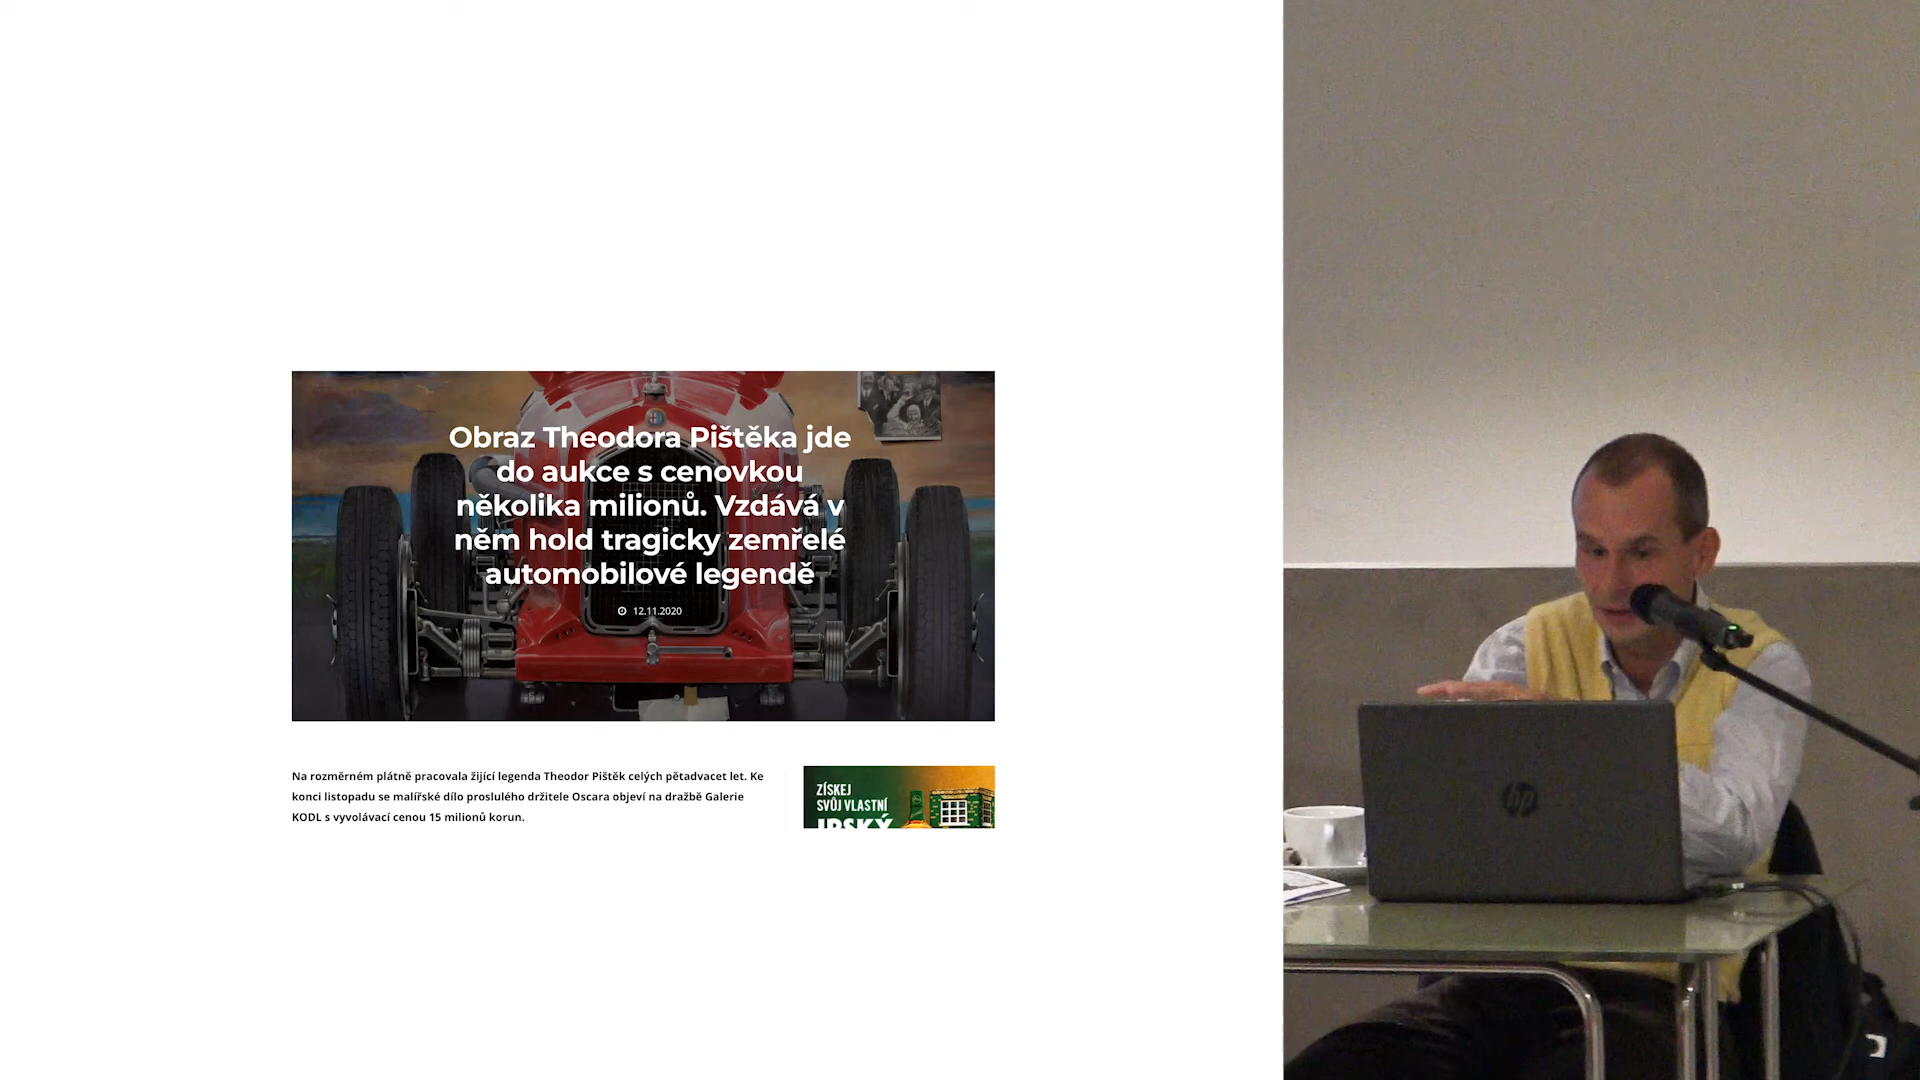 Obraz Theodora Pištěka jde
do aukce s cenovkou
několika milionů. Vzdává v
něm hold tragicky zemřelé
automobilové legendě
12.11.2020
Na rozměrném plátně pracovala žijící legenda Theodor Pištěk celých pětadvacet let. Ke
konci listopadu se malířské dílo proslulého držitele Oscara objeví na dražbě Galerie
KODL s vyvolávací cenou 15 milionů korun.
ZÍSKEJ
SVŮJ VLASTNÍ
IRSKÝ
hp